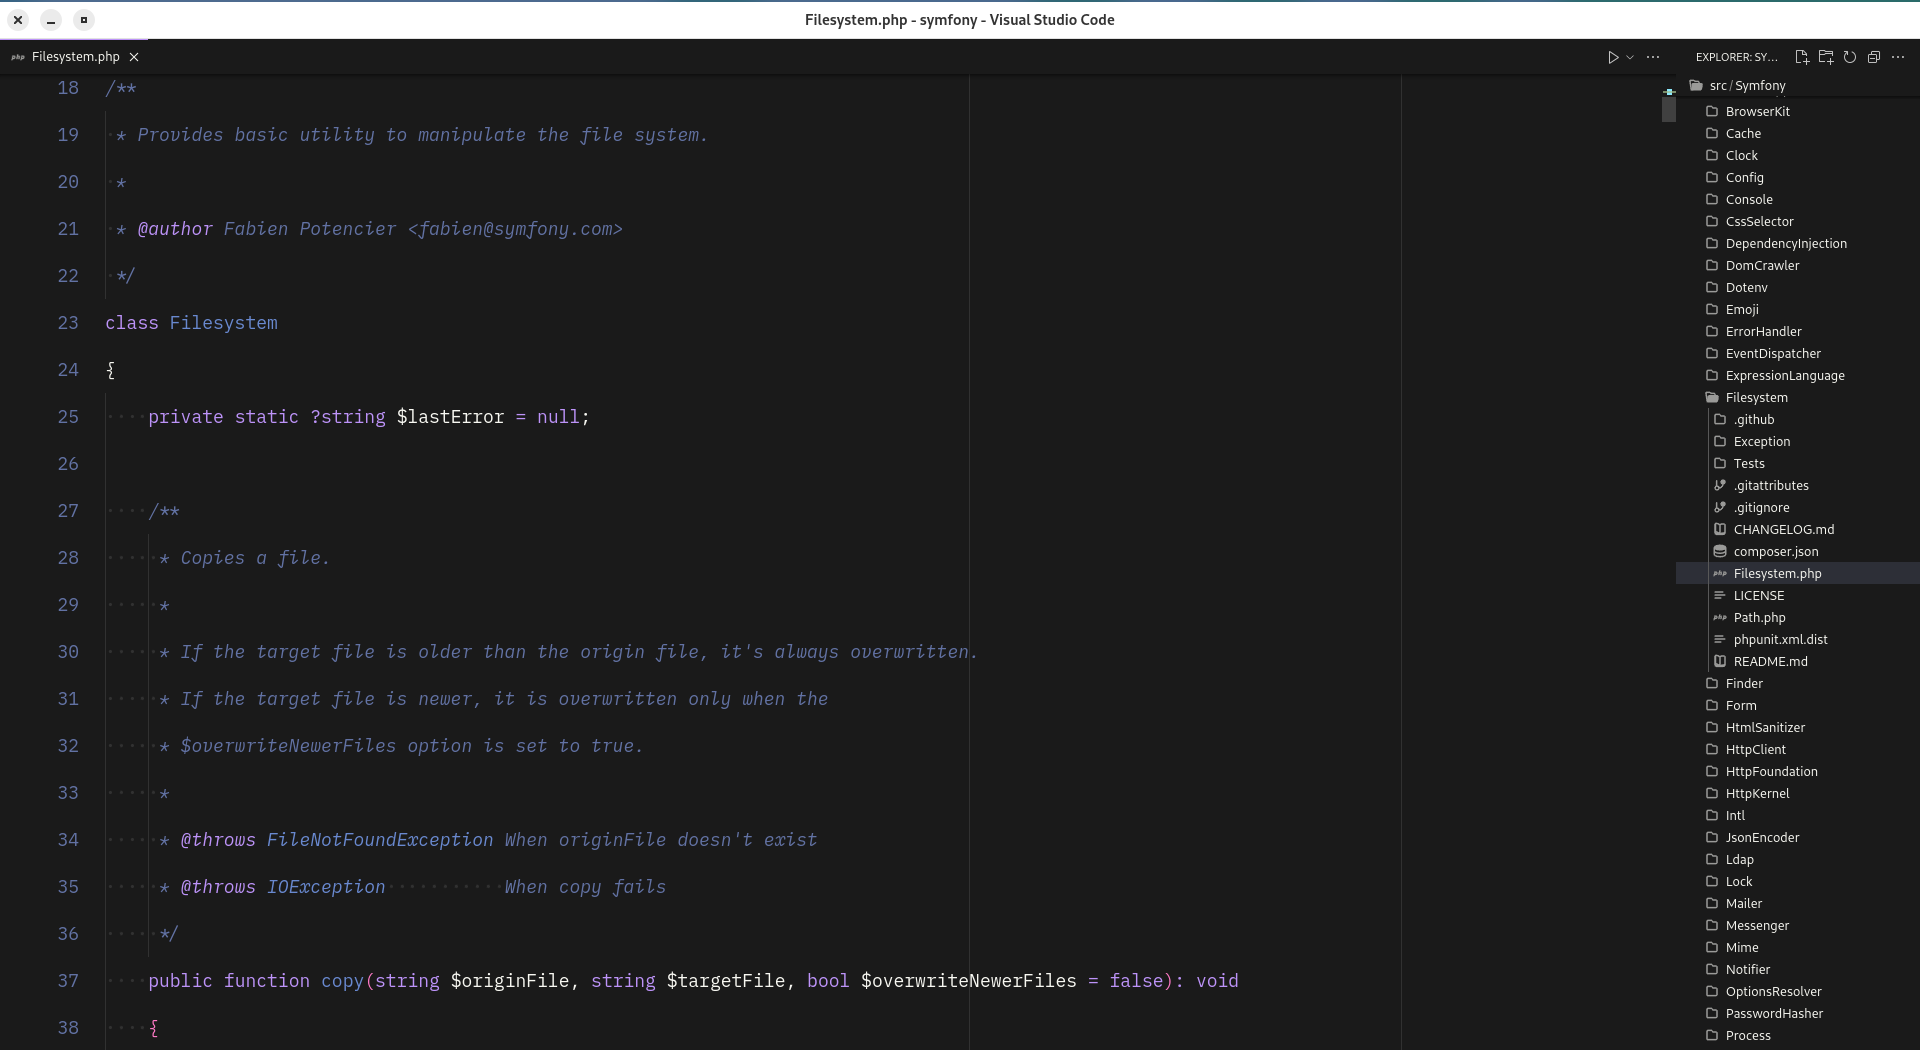 Filesystem.php - symfony - Visual Studio Code
php Filesystem.php
18 /**
19 * Provides basic utility to manipulate the file system.
20 *
21 * @author Fabien Potencier <fabien@symfony.com>
22 */
23 class Filesystem
24 {
25 private static ?string $lastError = null;
26
27 /**
28 * Copies a file.
29 *
30 * If the target file is older than the origin file, it's always overwritten.
31 * If the target file is newer, it is overwritten only when the
32 * $overwriteNewerFiles option is set to true.
33 *
34 * @throws FileNotFoundException When originFile doesn't exist
35 * @throws IOException When copy fails
36 */
37 public function copy(string $originFile, string $targetFile, bool $overwriteNewerFiles = false): void
38 {
EXPLORER: SY...
src / Symfony
BrowserKit
Cache
Clock
Config
Console
CssSelector
DependencyInjection
DomCrawler
Dotenv
Emoji
ErrorHandler
EventDispatcher
ExpressionLanguage
Filesystem
.github
Exception
Tests
.gitattributes
.gitignore
CHANGELOG.md
composer.json
php Filesystem.php
LICENSE
php Path.php
phpunit.xml.dist
README.md
Finder
Form
HtmlSanitizer
HttpClient
HttpFoundation
HttpKernel
Intl
JsonEncoder
Ldap
Lock
Mailer
Messenger
Mime
Notifier
OptionsResolver
PasswordHasher
Process